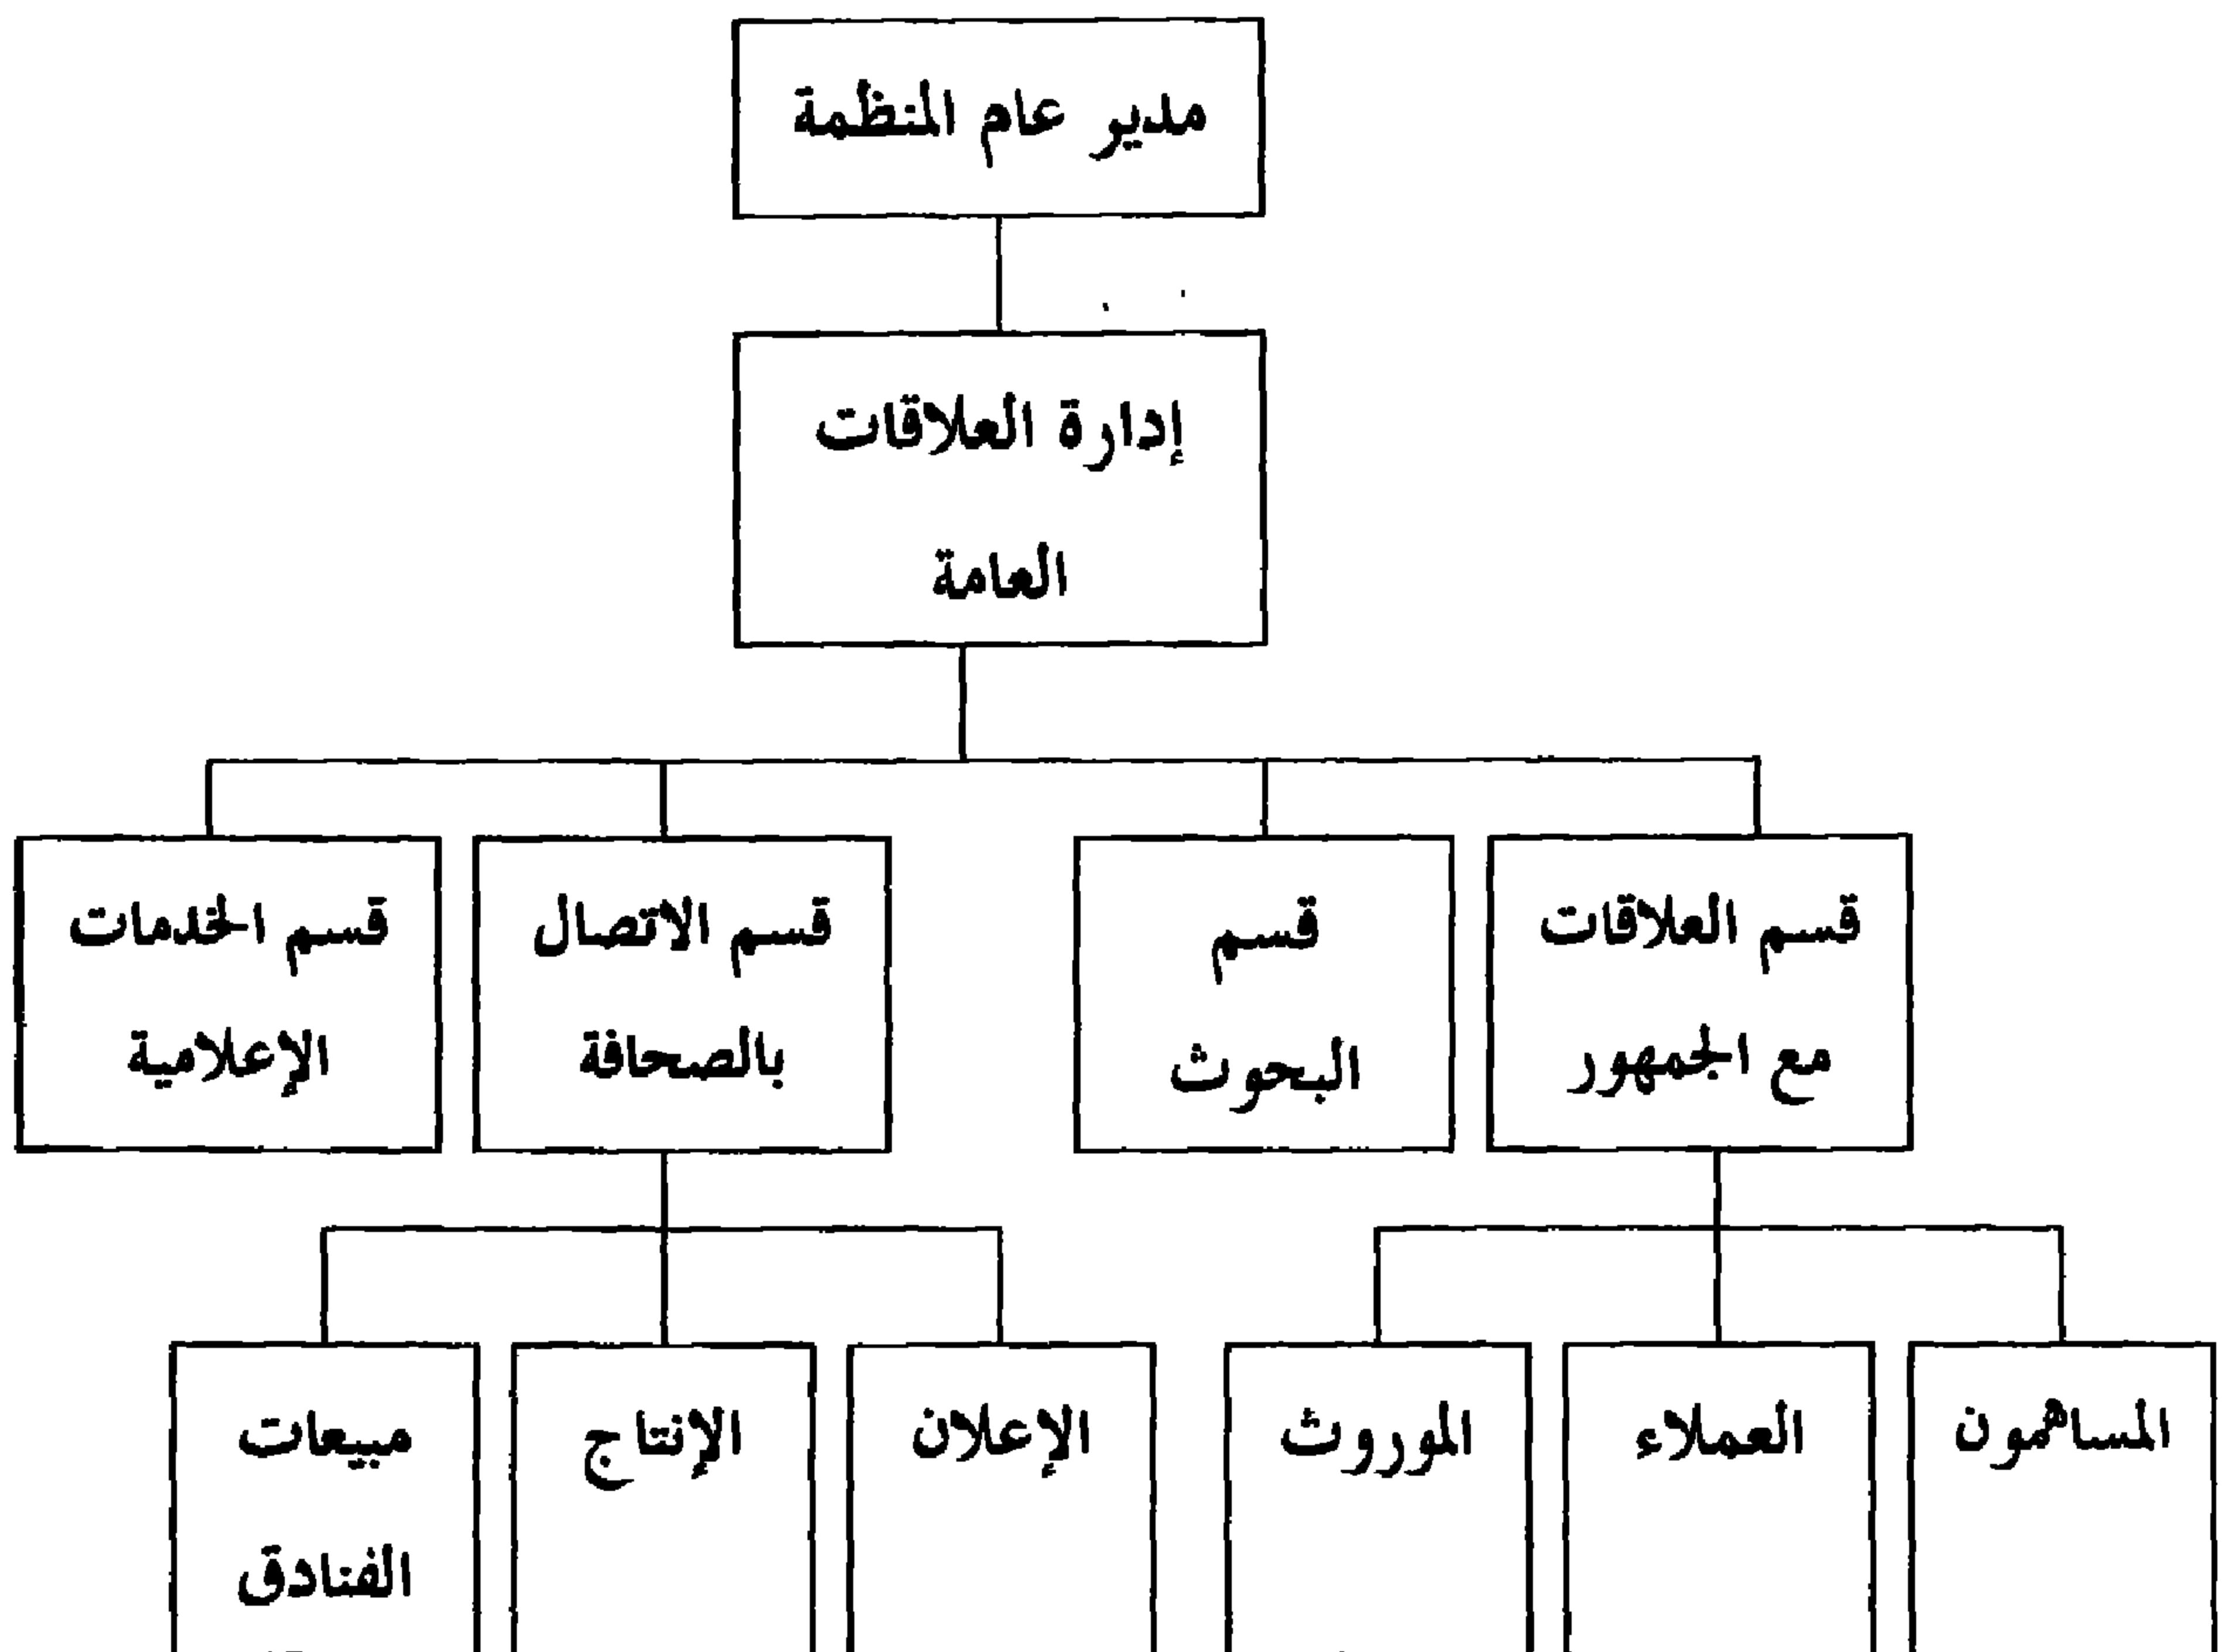 مدير عام المنظمة
إدارة العلاقات
العامة
قسم العلاقات
مع الجمهور
قسم
البحوث
قسم الاتصال
بالصحافة
قسم الخدمات
الإعلامية
المساهمون
العملاء
الموروث
الإعلان
الإنتاج
مبيعات
الفنادق